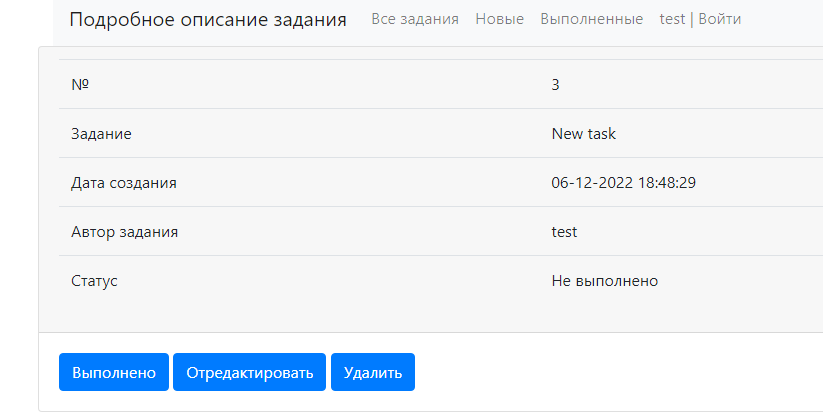 Подробное описание задания Все задания Новые Выполненные test | Войти
№ 3
Задание New task
Дата создания 06-12-2022 18:48:29
Автор задания test
Статус Не выполнено
Выполнено Отредактировать Удалить